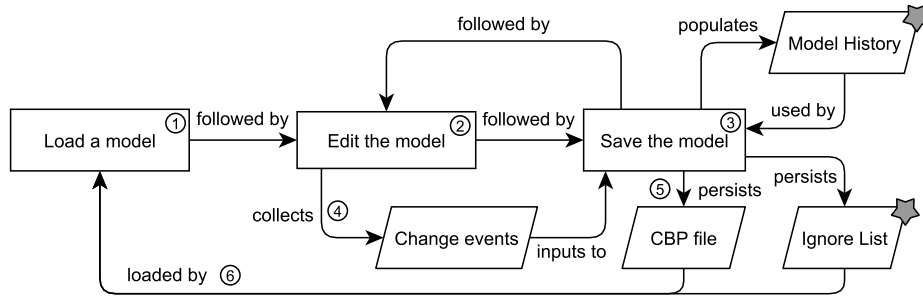 followed by
populates
Model History
used by
Load a model
1
followed by
Edit the model
2
followed by
Save the model
3
collects
4
Change events
inputs to
5
persists
CBP file
persists
Ignore List
loaded by
6